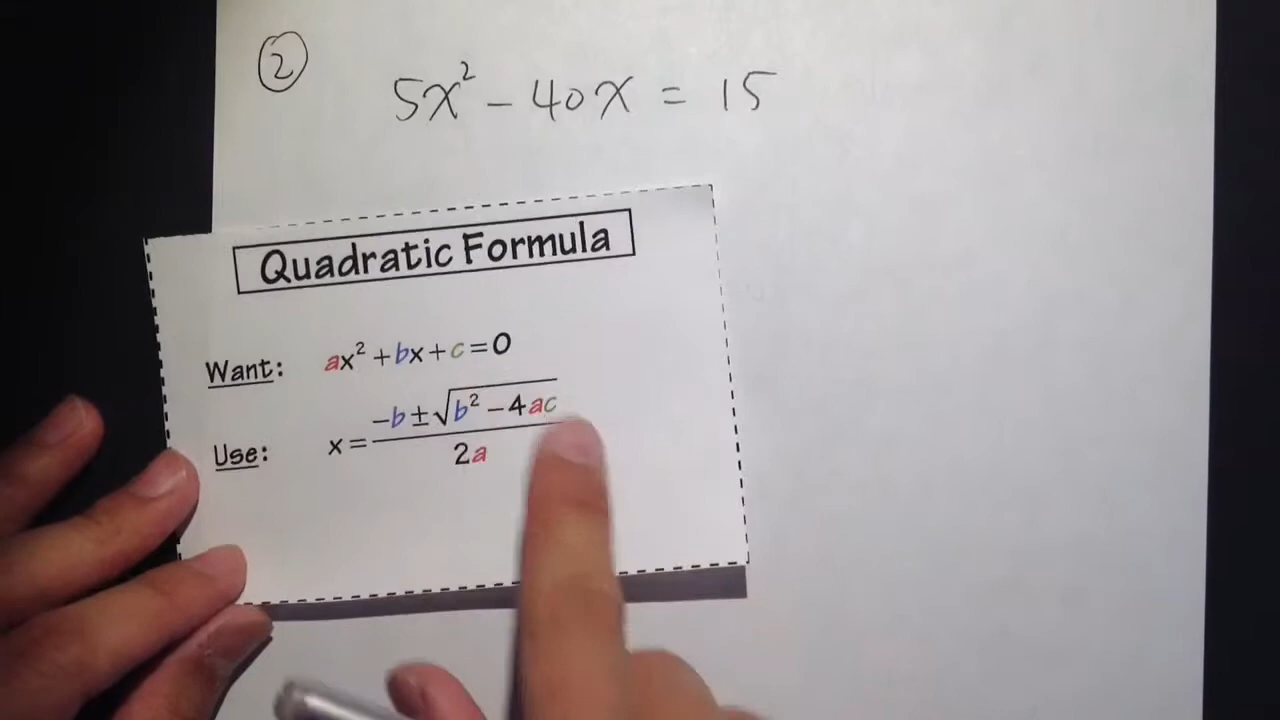 ② 5x² - 40x = 15
Quadratic Formula
Want: ax² + bx + c = 0
Use: x = (-b ± √(b² - 4ac)) / 2a